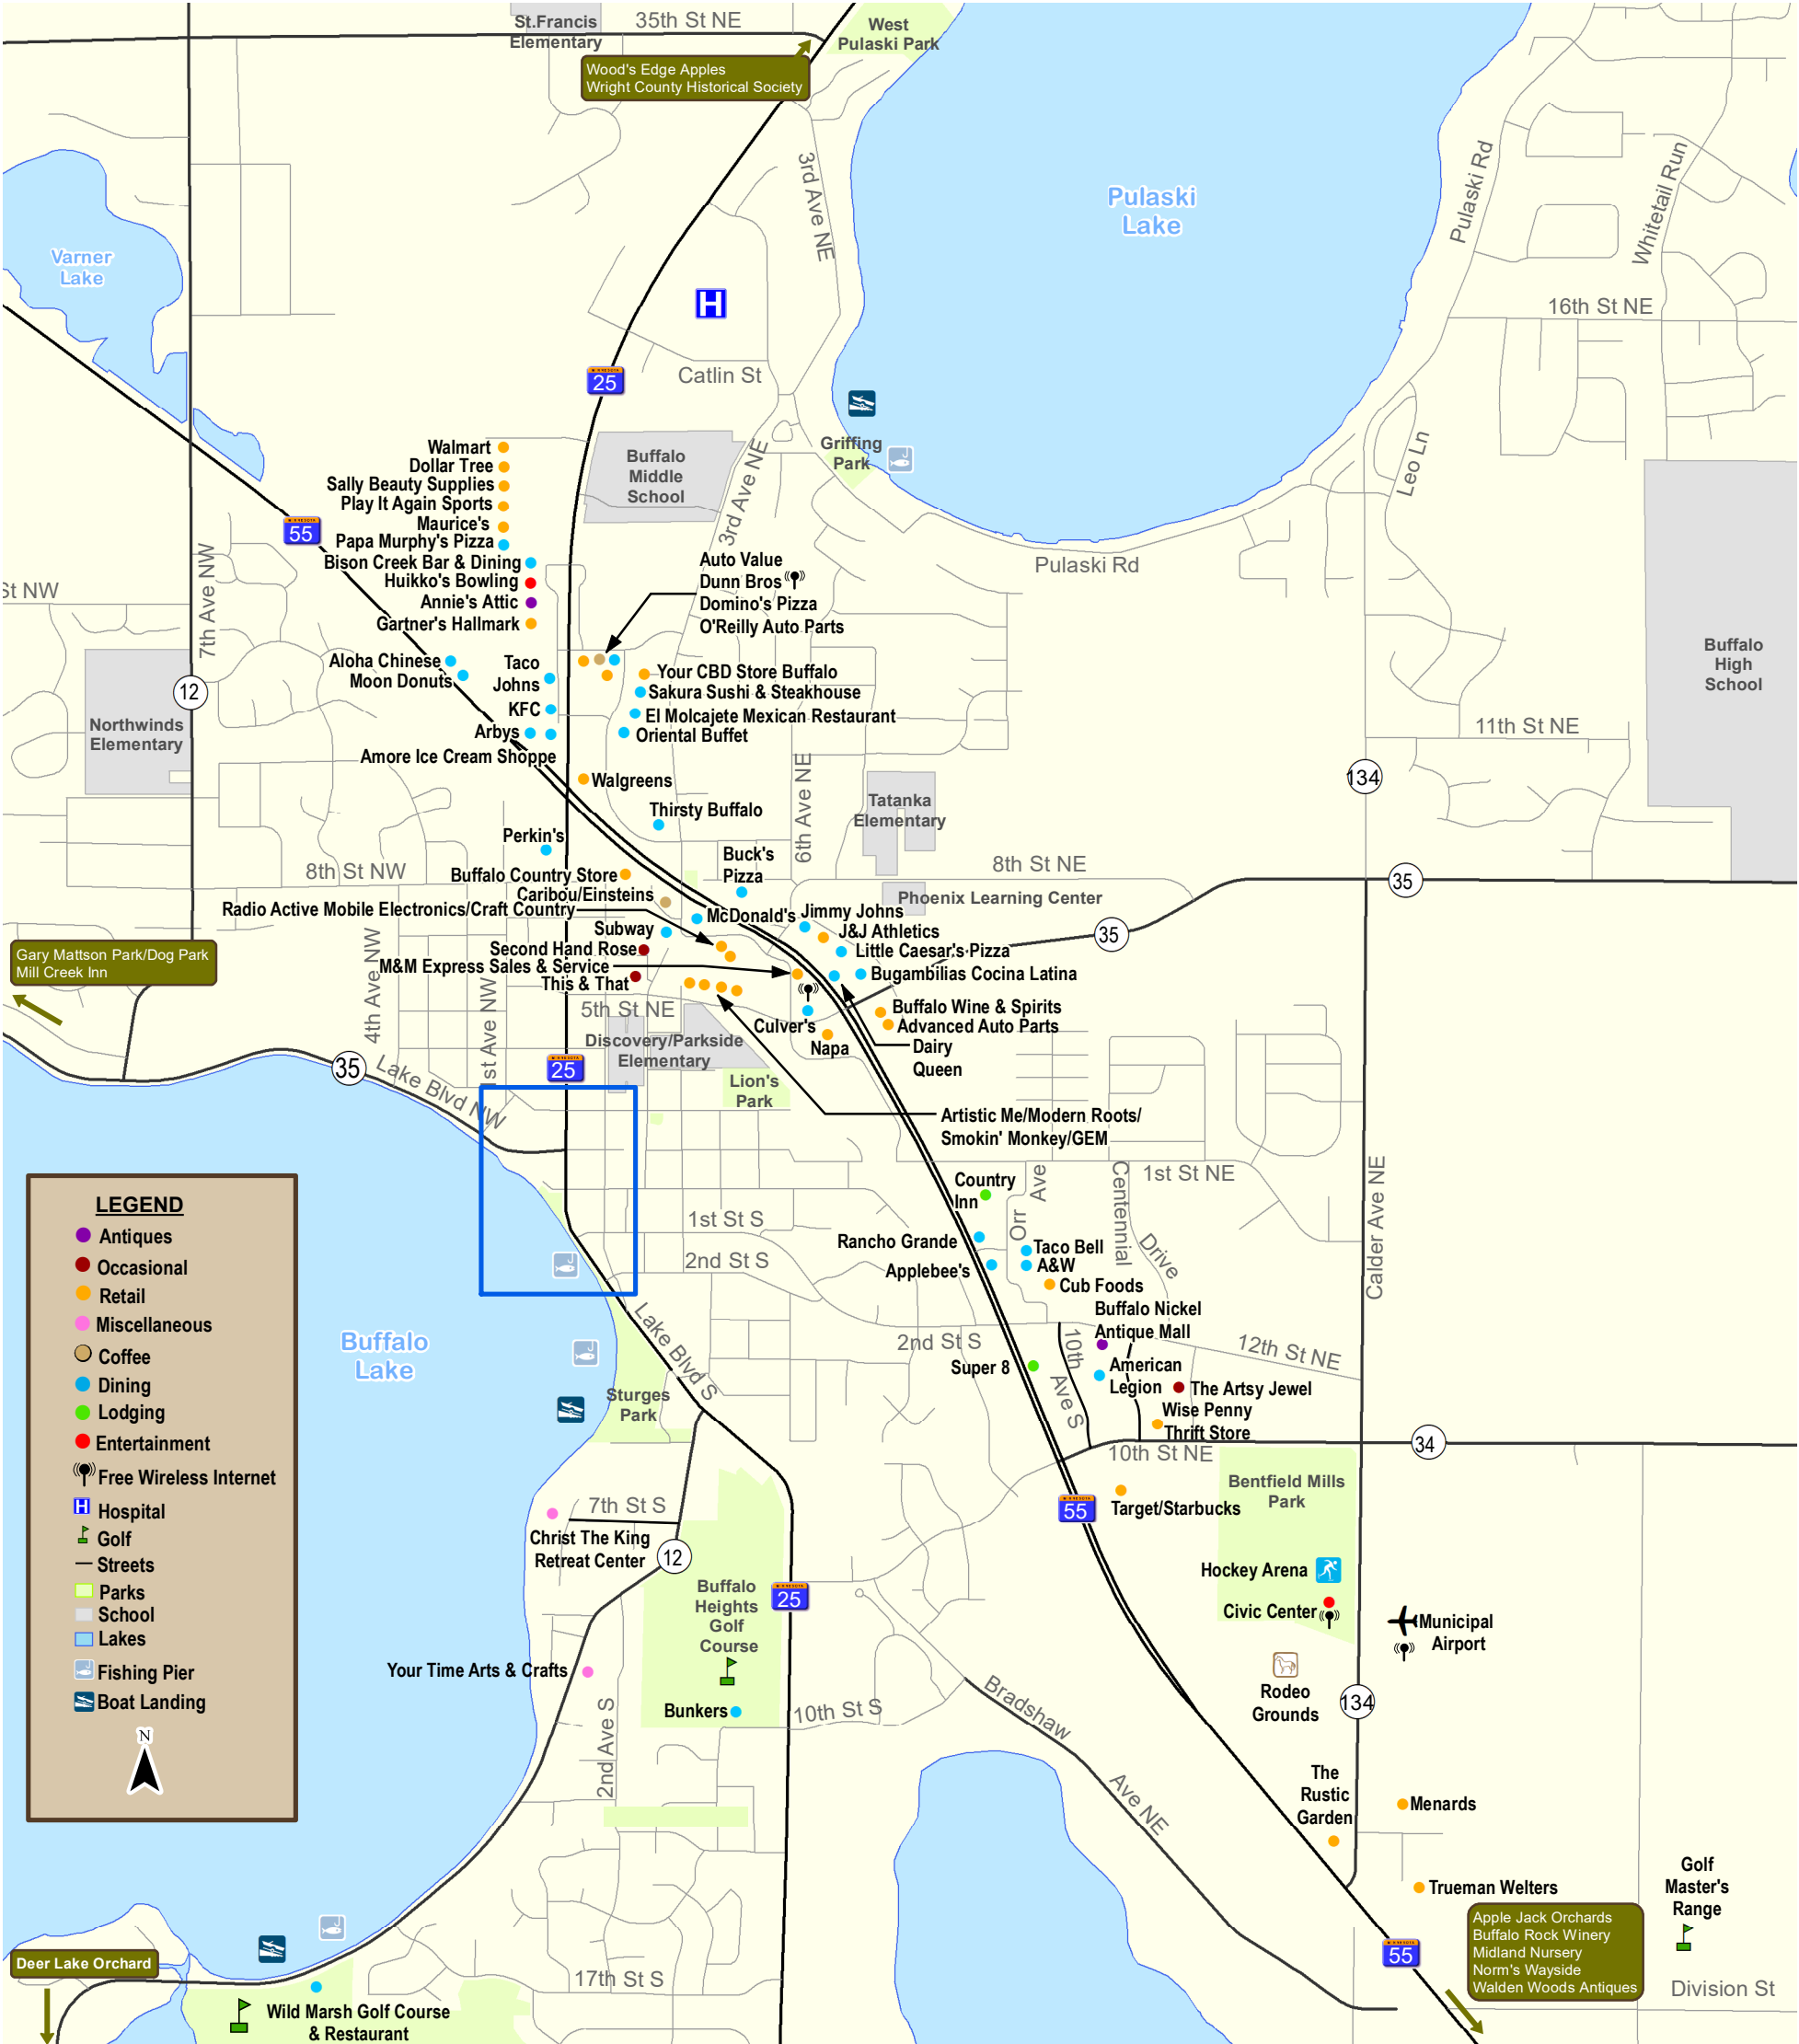 St.Francis
Elementary
35th St NE
West
Pulaski Park
Wood's Edge Apples
Wright County Historical Society
3rd Ave NE
Pulaski
Lake
Pulaski Rd
Whitetail Run
Varner
Lake
H
16th St NE
MINNESOTA
25
Catlin St
Walmart
Dollar Tree
Sally Beauty Supplies
Play It Again Sports
Maurice's
Papa Murphy's Pizza
Bison Creek Bar & Dining
Huikko's Bowling
Annie's Attic
Gartner's Hallmark
Buffalo
Middle
School
3rd Ave NE
Griffing
Park
Leo Ln
MINNESOTA
55
St NW
7th Ave NW
Auto Value
Dunn Bros
Domino's Pizza
O'Reilly Auto Parts
Pulaski Rd
Buffalo
High
School
Aloha Chinese
Moon Donuts
Taco
Johns
KFC
Arbys
Amore Ice Cream Shoppe
Your CBD Store Buffalo
Sakura Sushi & Steakhouse
El Molcajete Mexican Restaurant
Oriental Buffet
12
Northwinds
Elementary
11th St NE
134
Walgreens
Thirsty Buffalo
6th Ave NE
Tatanka
Elementary
Perkin's
8th St NW
Buck's
Pizza
8th St NE
35
Buffalo Country Store
Caribou/Einsteins
Radio Active Mobile Electronics/Craft Country
Phoenix Learning Center
McDonald's
Jimmy Johns
J&J Athletics
35
Little Caesar's Pizza
Subway
Second Hand Rose
M&M Express Sales & Service
This & That
Bugambilias Cocina Latina
Gary Mattson Park/Dog Park
Mill Creek Inn
4th Ave NW
1st Ave NW
5th St NE
Culver's
Napa
Buffalo Wine & Spirits
Advanced Auto Parts
Dairy
Queen
Discovery/Parkside
Elementary
Lion's
Park
35
Lake Blvd NW
MINNESOTA
25
Artistic Me/Modern Roots/
Smokin' Monkey/GEM
1st St NE
Country
Inn
Orr Ave
Centennial Drive
Calder Ave NE
1st St S
2nd St S
Rancho Grande
Applebee's
Taco Bell
A&W
Cub Foods
Buffalo Nickel
Antique Mall
12th St NE
Buffalo
Lake
Lake Blvd S
2nd St S
10th Ave S
Super 8
American
Legion
The Artsy Jewel
Wise Penny
Thrift Store
Sturges
Park
10th St NE
34
LEGEND
Antiques
Occasional
Retail
Miscellaneous
Coffee
Dining
Lodging
Entertainment
Free Wireless Internet
H Hospital
Golf
Streets
Parks
School
Lakes
Fishing Pier
Boat Landing
N
Bentfield Mills
Park
MINNESOTA
55
Target/Starbucks
7th St S
Christ The King
Retreat Center
12
Hockey Arena
Civic Center
Municipal
Airport
Buffalo
Heights
Golf
Course
MINNESOTA
25
Your Time Arts & Crafts
Bunkers
2nd Ave S
10th St S
Bradshaw
Ave NE
Rodeo
Grounds
134
The
Rustic
Garden
Menards
Trueman Welters
Golf
Master's
Range
Apple Jack Orchards
Buffalo Rock Winery
Midland Nursery
Norm's Wayside
Walden Woods Antiques
MINNESOTA
55
Division St
Deer Lake Orchard
17th St S
Wild Marsh Golf Course
& Restaurant